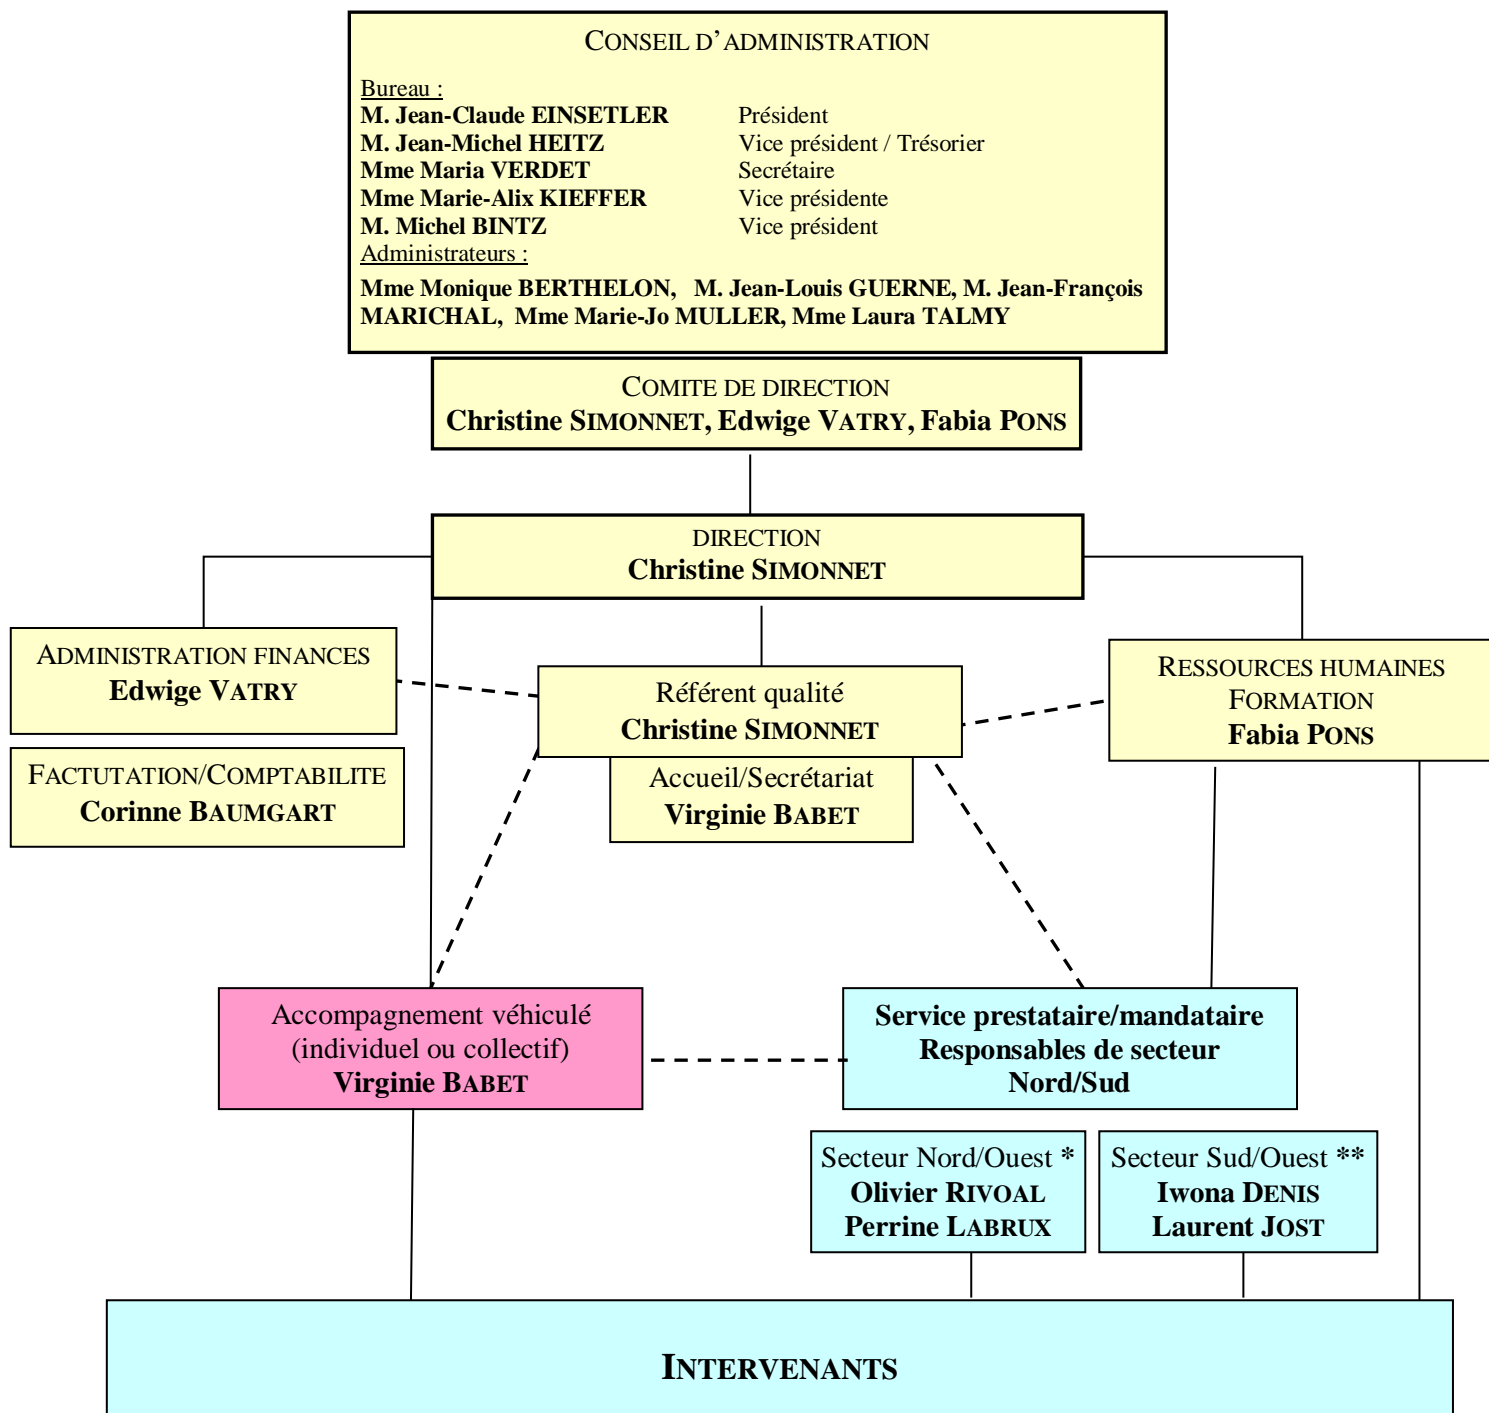 CONSEIL D'ADMINISTRATION
Bureau :
M. Jean-Claude EINSETLER Président
M. Jean-Michel HEITZ Vice président / Trésorier
Mme Maria VERDET Secrétaire
Mme Marie-Alix KIEFFER Vice présidente
M. Michel BINTZ Vice président
Administrateurs :
Mme Monique BERTHELON, M. Jean-Louis GUERNE, M. Jean-François
MARICHAL, Mme Marie-Jo MULLER, Mme Laura TALMY
COMITE DE DIRECTION
Christine SIMONNET, Edwige VATRY, Fabia PONS
DIRECTION
Christine SIMONNET
ADMINISTRATION FINANCES
Edwige VATRY
Référent qualité
Christine SIMONNET
RESSOURCES HUMAINES
FORMATION
Fabia PONS
FACTUTATION/COMPTABILITE
Corinne BAUMGART
Accueil/Secrétariat
Virginie BABET
Accompagnement véhiculé
(individuel ou collectif)
Virginie BABET
Service prestataire/mandataire
Responsables de secteur
Nord/Sud
Secteur Nord/Ouest *
Olivier RIVOAL
Perrine LABRUX
Secteur Sud/Ouest **
Iwona DENIS
Laurent JOST
INTERVENANTS